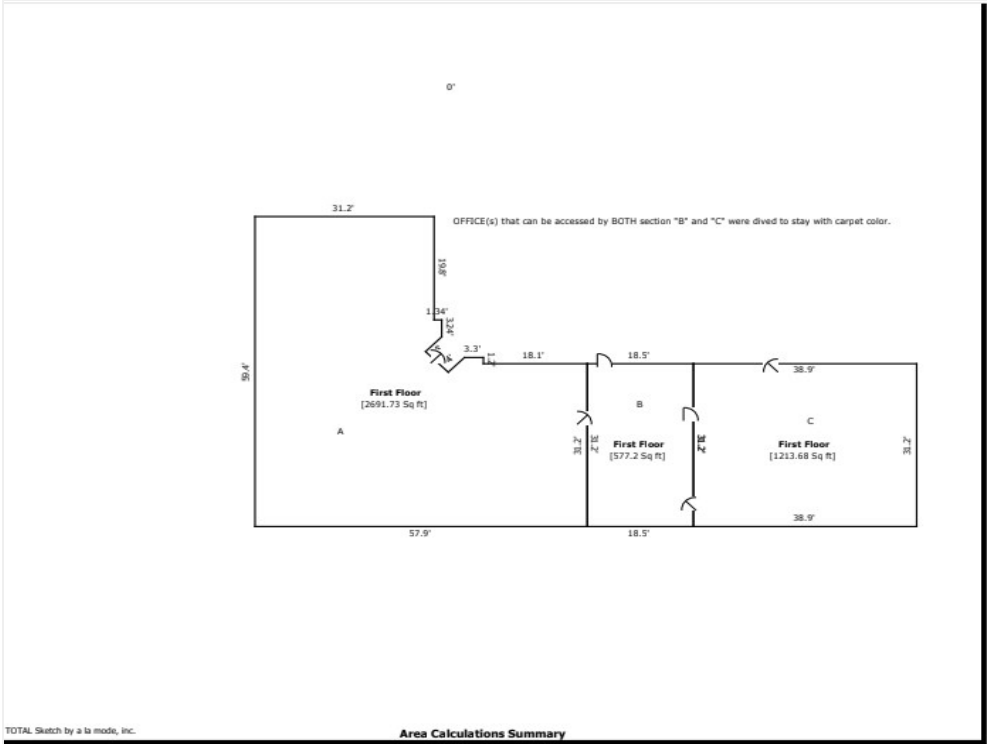 0'
31.2'
OFFICE(s) that can be accessed by BOTH section "B" and "C" were dived to stay with carpet color.
19.8'
1.34'
3.24'
3.3'
18.1'
18.5'
38.9'
59.4'
First Floor
[2691.73 Sq ft]
A
B
C
31.2'
31.2'
First Floor
[577.2 Sq ft]
31.2'
First Floor
[1213.68 Sq ft]
31.2'
57.9'
18.5'
38.9'
TOTAL Sketch by a la mode, inc.
Area Calculations Summary